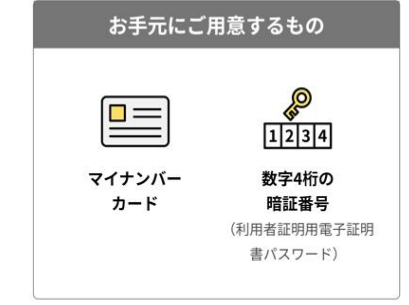 お手元にご用意するもの
マイナンバー
カード
1234
数字4桁の
暗証番号
（利用者証明用電子証明
書パスワード）